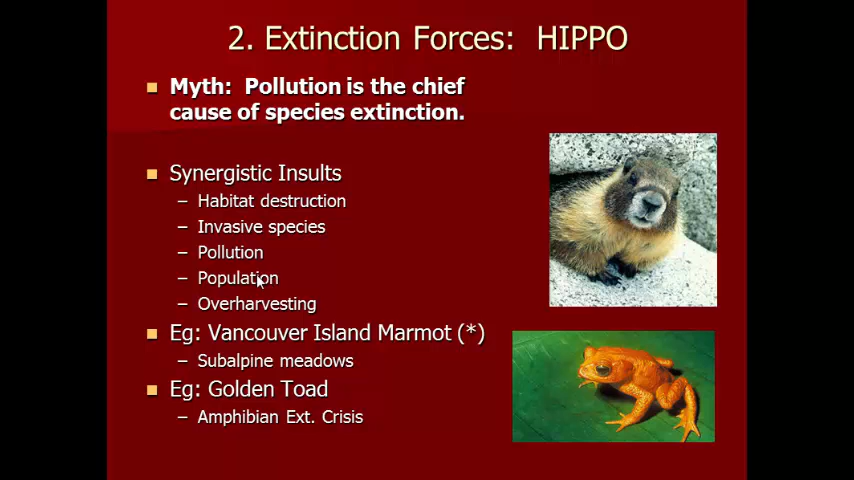 2. Extinction Forces: HIPPO
Myth: Pollution is the chief
cause of species extinction.
Synergistic Insults
– Habitat destruction
– Invasive species
– Pollution
– Population
– Overharvesting
Eg: Vancouver Island Marmot (*)
– Subalpine meadows
Eg: Golden Toad
– Amphibian Ext. Crisis